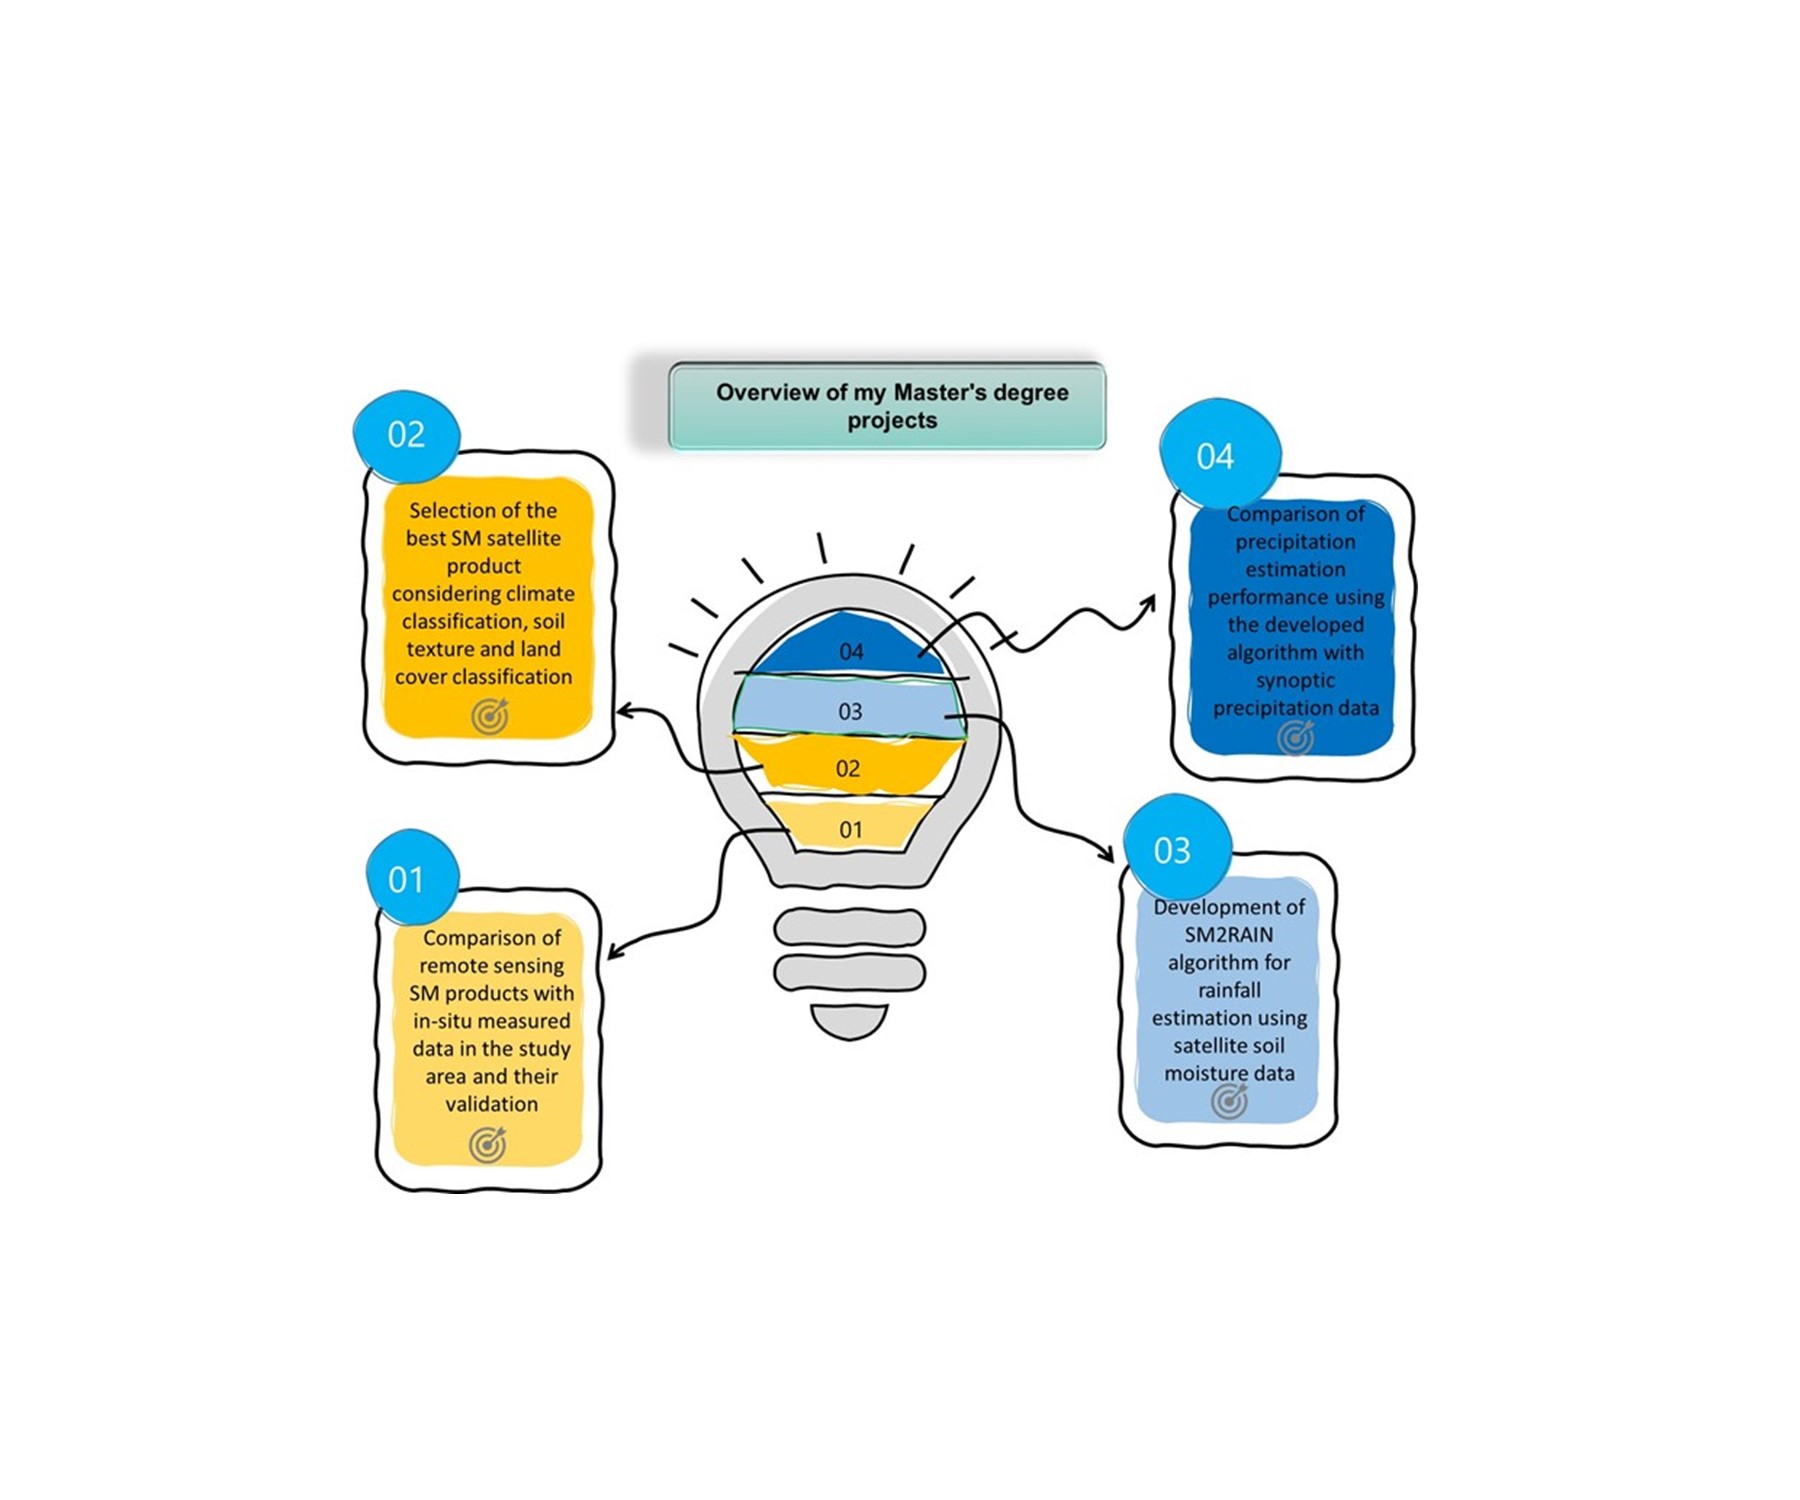 Overview of my Master's degree
projects
02
Selection of the
best SM satellite
product
considering climate
classification, soil
texture and land
cover classification
04
Comparison of
precipitation
estimation
performance using
the developed
algorithm with
synoptic
precipitation data
04
03
02
01
01
Comparison of
remote sensing
SM products with
in-situ measured
data in the study
area and their
validation
03
Development of
SM2RAIN
algorithm for
rainfall
estimation using
satellite soil
moisture data